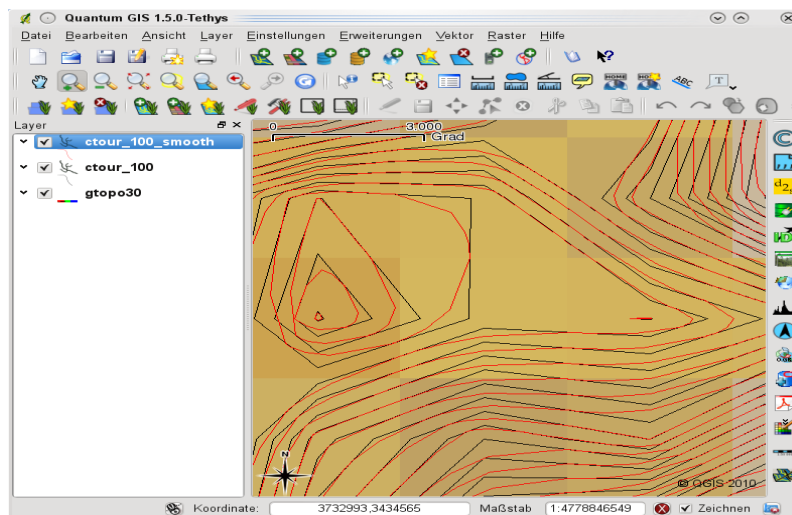 Quantum GIS 1.5.0-Tethys
Datei Bearbeiten Ansicht Layer Einstellungen Erweiterungen Vektor Raster Hilfe
Layer
ctour_100_smooth
ctour_100
gtopo30
0 3.000
Grad
N
© QGIS 2010
Koordinate: 3732993,3434565 Maßstab 1:4778846549 Zeichnen